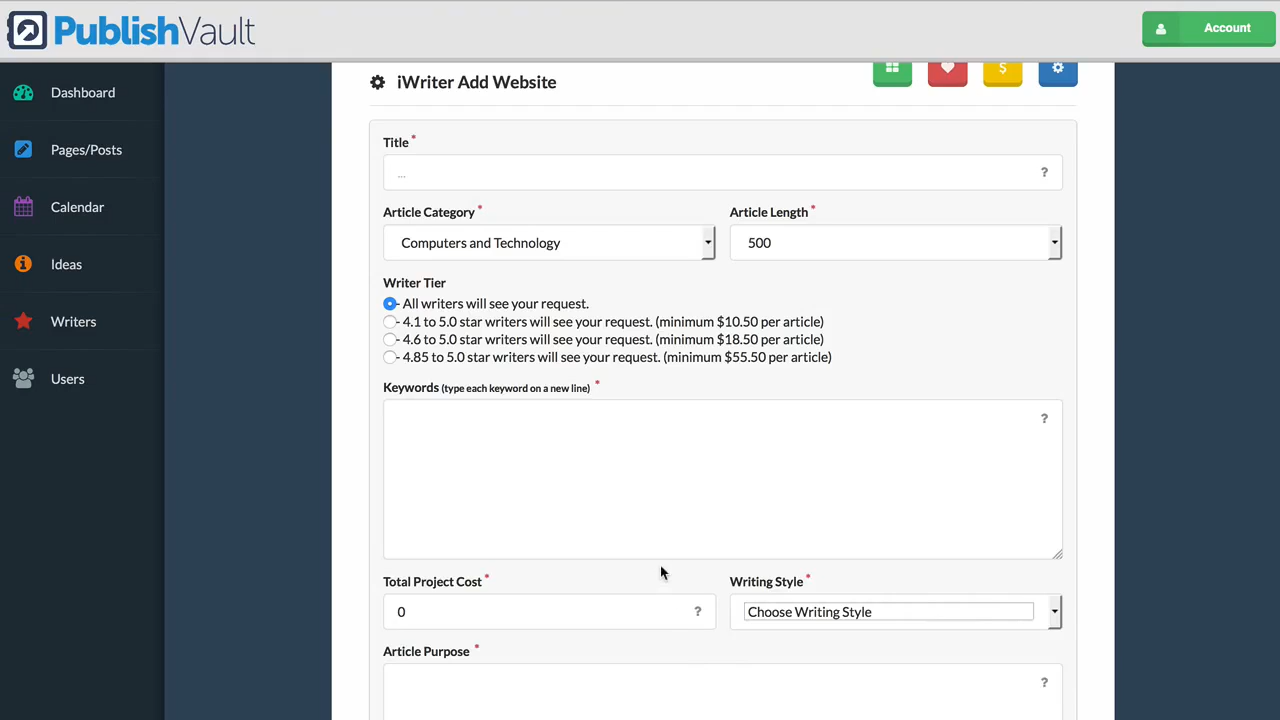 PublishVault
Account
Dashboard
Pages/Posts
Calendar
Ideas
Writers
Users
iWriter Add Website
$
Title *
...
?
Article Category *
Article Length *
Computers and Technology
500
Writer Tier
- All writers will see your request.
- 4.1 to 5.0 star writers will see your request. (minimum $10.50 per article)
- 4.6 to 5.0 star writers will see your request. (minimum $18.50 per article)
- 4.85 to 5.0 star writers will see your request. (minimum $55.50 per article)
Keywords (type each keyword on a new line) *
?
Total Project Cost *
Writing Style *
0
?
Choose Writing Style
Article Purpose *
?